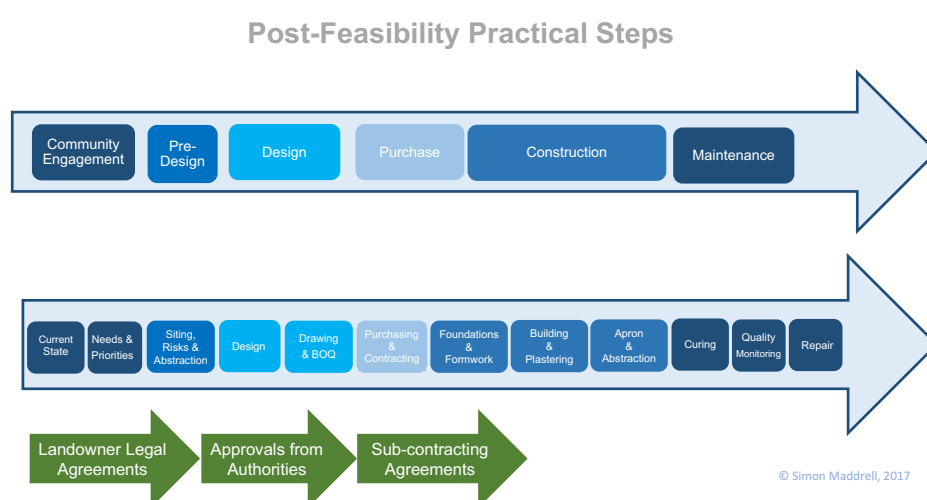 Post-Feasibility Practical Steps
Community
Engagement
Pre-
Design
Design
Purchase
Construction
Maintenance
Current
State
Needs &
Priorities
Siting,
Risks &
Abstraction
Design
Drawing
& BOQ
Purchasing
&
Contracting
Foundations
&
Formwork
Building
&
Plastering
Apron
&
Abstraction
Curing
Quality
Monitoring
Repair
Landowner Legal
Agreements
Approvals from
Authorities
Sub-contracting
Agreements
© Simon Maddrell, 2017